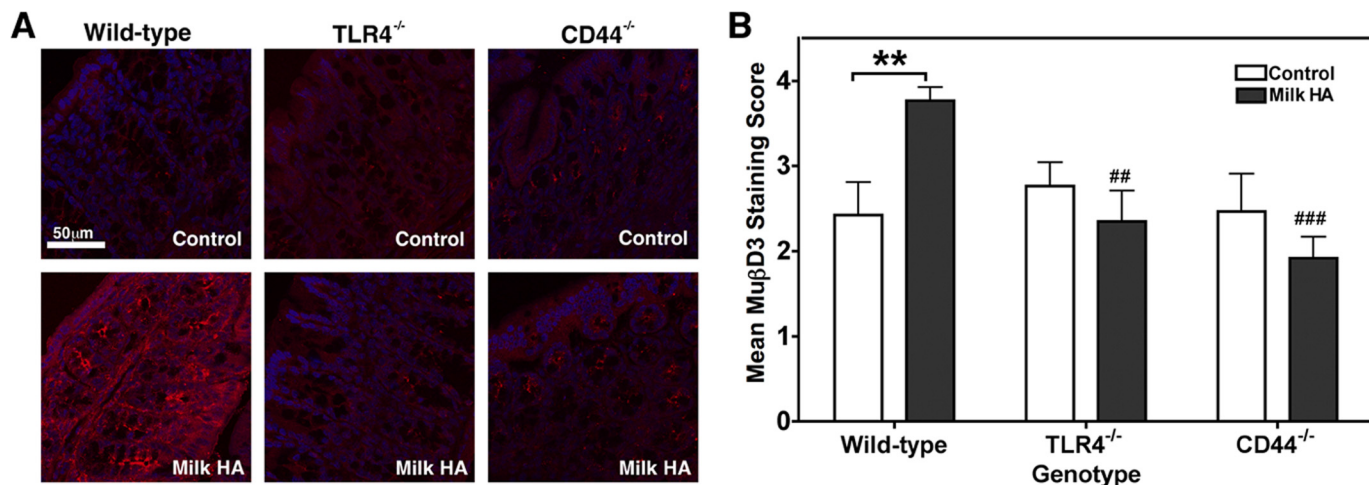 A
Wild-type
TLR4-/-
CD44-/-
50μm
Control
Control
Control
Milk HA
Milk HA
Milk HA
B
Mean MuβD3 Staining Score
4
3
2
1
0
**
##
###
Control
Milk HA
Wild-type
TLR4-/-
CD44-/-
Genotype